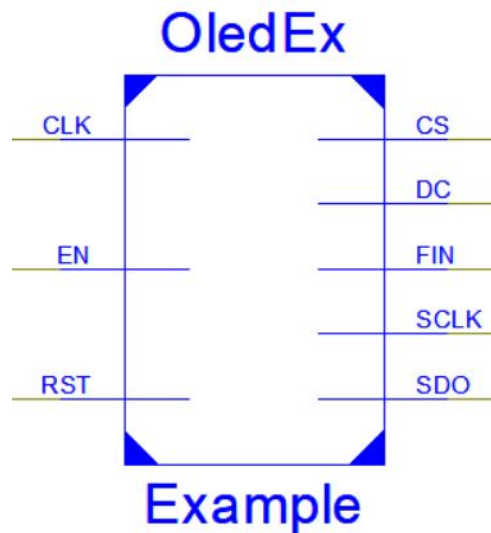 OledEx
CLK
CS
DC
EN
FIN
SCLK
RST
SDO
Example